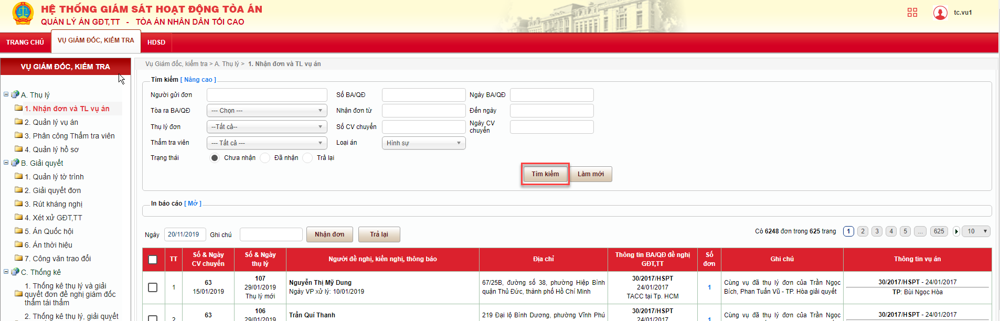 HỆ THỐNG GIÁM SÁT HOẠT ĐỘNG TÒA ÁN
QUẢN LÝ ÁN GĐT,TT - TÒA ÁN NHÂN DÂN TỐI CAO
tc.vu1
TRANG CHỦ
VỤ GIÁM ĐỐC, KIỂM TRA
HDSD
VỤ GIÁM ĐỐC, KIỂM TRA
A. Thụ lý
1. Nhận đơn và TL vụ án
2. Quản lý vụ án
3. Phân công Thẩm tra viên
4. Quản lý hồ sơ
B. Giải quyết
1. Quản lý tờ trình
2. Giải quyết đơn
3. Rút kháng nghị
4. Xét xử GĐT,TT
5. Án Quốc hội
6. Án thời hiệu
7. Công văn trao đổi
C. Thống kê
1. Thống kê thụ lý và giải
quyết đơn đề nghị giám đốc
thẩm tái thẩm
2. Thống kê thụ lý, giải quyết
Vụ Giám đốc, kiểm tra > A. Thụ lý > 1. Nhận đơn và TL vụ án
Tìm kiếm [ Nâng cao ]
Người gửi đơn
Số BA/QĐ
Ngày BA/QĐ
Tòa ra BA/QĐ
--- Chọn ---
Nhận đơn từ
Đến ngày
Thụ lý đơn
--Tất cả--
Số CV chuyển
Ngày CV
chuyển
Thẩm tra viên
--- Tất cả ---
Loại án
Hình sự
Trạng thái
Chưa nhận
Đã nhận
Trả lại
Tìm kiếm
Làm mới
In báo cáo [ Mở ]
Ngày
20/11/2019
Ghi chú
Nhận đơn
Trả lại
Có 6248 đơn trong 625 trang
1
2
3
4
5
...
625
10
TT
Số & Ngày
CV chuyển
Số & Ngày
thụ lý
Người đề nghị, kiến nghị, thông báo
Địa chỉ
Thông tin BA/QĐ đề nghị
GĐT,TT
Số
đơn
Ghi chú
Thông tin vụ án
1
63
15/01/2019
107
29/01/2019
Thụ lý mới
Nguyễn Thị Mỹ Dung
Ngày VP xử lý: 10/01/2019
67/25B, đường số 38, phường Hiệp Bình
quận Thủ Đức, thành phố Hồ Chí Minh
30/2017/HSPT
24/01/2017
TACC tại Tp. HCM
1
Cùng vụ đã thụ lý đơn của Trần Ngọc
Bích, Phan Tuấn Vũ - TP. Hòa giải quyết
30/2017/HSPT - 24/01/2017
TP: Bùi Ngọc Hòa
2
63
106
29/01/2019
Trần Quí Thanh
219 Đại lộ Bình Dương, phường Vĩnh Phú
30/2017/HSPT
24/01/2017
1
Cùng vụ đã thụ lý đơn của Trần Ngọc
30/2017/HSPT - 24/01/2017